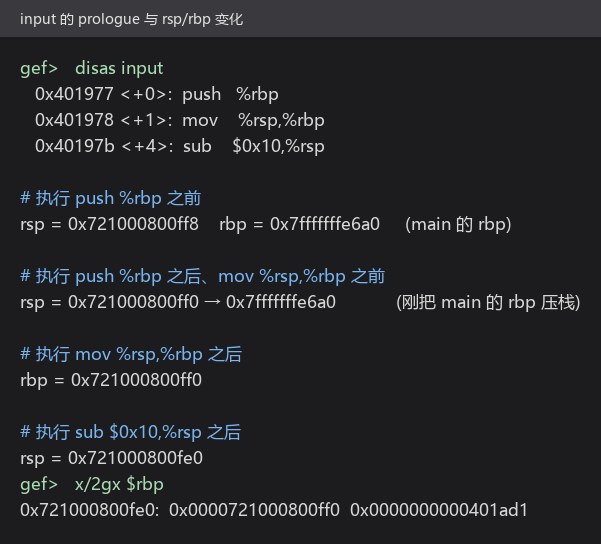 input 的 prologue 与 rsp/rbp 变化
gef> disas input
0x401977 <+0>: push %rbp
0x401978 <+1>: mov %rsp,%rbp
0x40197b <+4>: sub $0x10,%rsp
# 执行 push %rbp 之前
rsp = 0x721000800ff8 rbp = 0x7fffffffe6a0 (main 的 rbp)
# 执行 push %rbp 之后、mov %rsp,%rbp 之前
rsp = 0x721000800ff0 → 0x7fffffffe6a0 (刚把 main 的 rbp 压栈)
# 执行 mov %rsp,%rbp 之后
rbp = 0x721000800ff0
# 执行 sub $0x10,%rsp 之后
rsp = 0x721000800fe0
gef> x/2gx $rbp
0x721000800fe0: 0x0000721000800ff0 0x0000000000401ad1